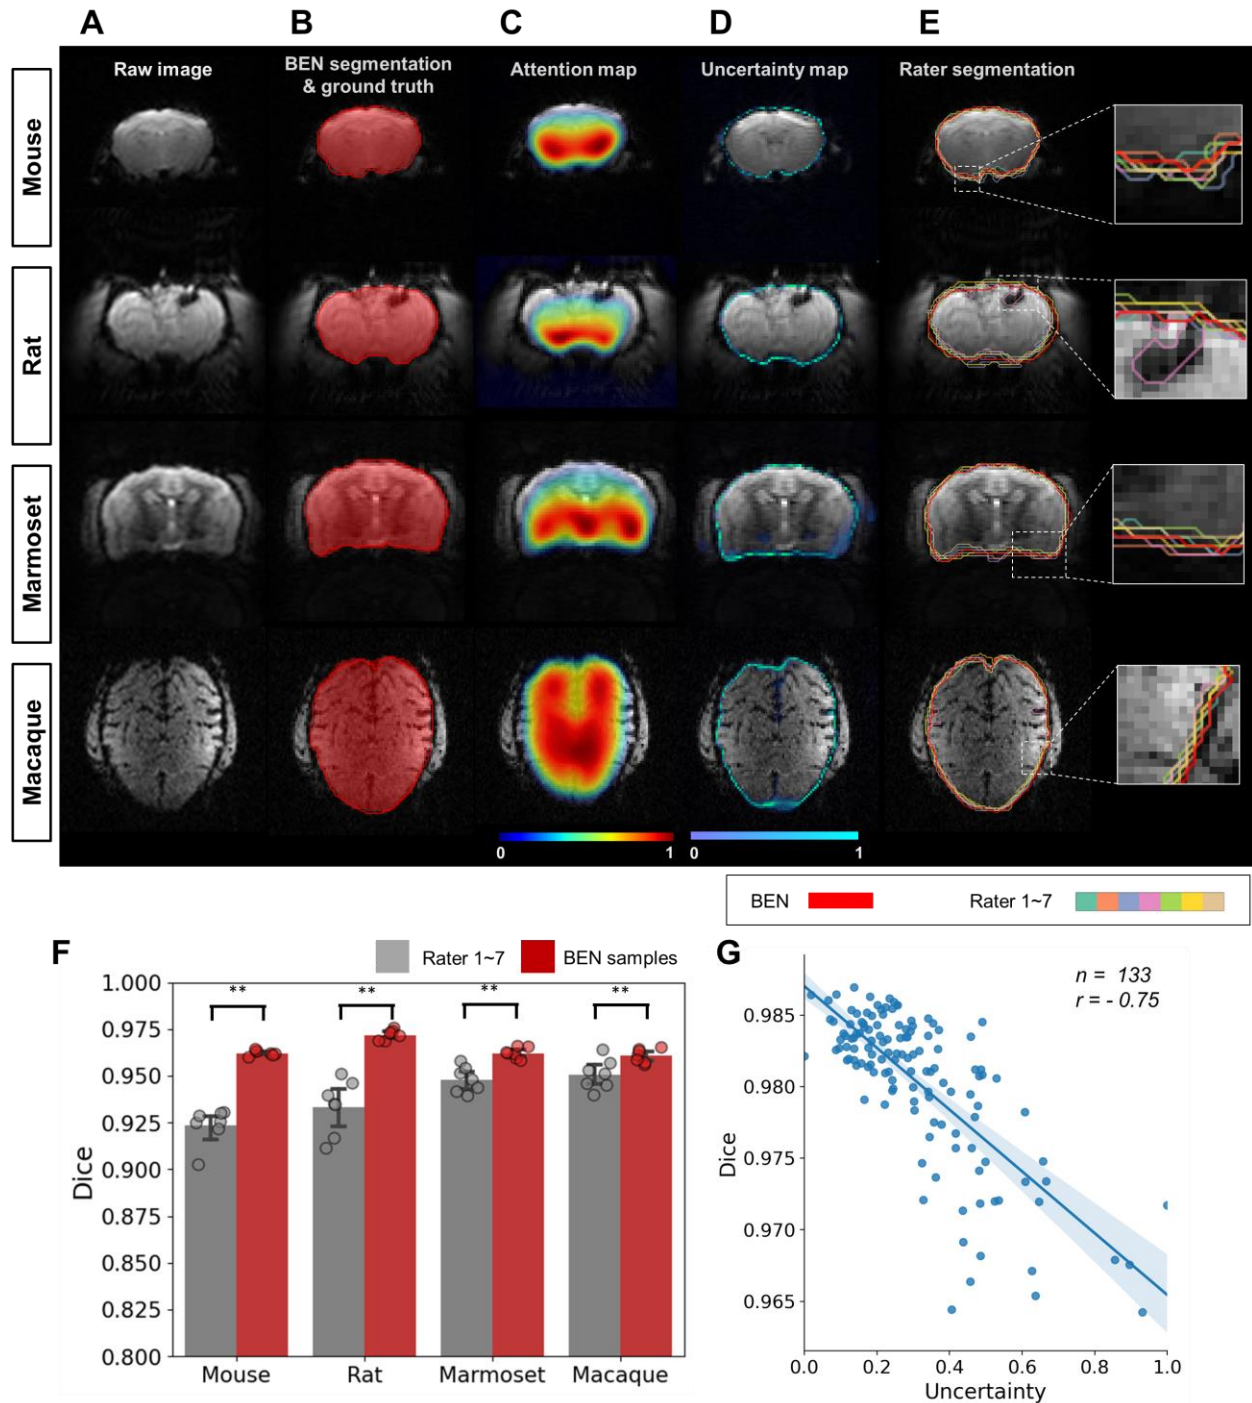 A B C D E
Raw image
BEN segmentation
& ground truth
Attention map
Uncertainty map
Rater segmentation
Mouse
Rat
Marmoset
Macaque
0 1
0 1
BEN
Rater 1~7
F
Rater 1~7
BEN samples
1.000
0.975
0.950
0.925
0.900
0.875
0.850
0.825
0.800
Dice
** ** ** **
Mouse Rat Marmoset Macaque
G
n = 133
r = - 0.75
0.985
0.980
0.975
0.970
0.965
Dice
0.0 0.2 0.4 0.6 0.8 1.0
Uncertainty